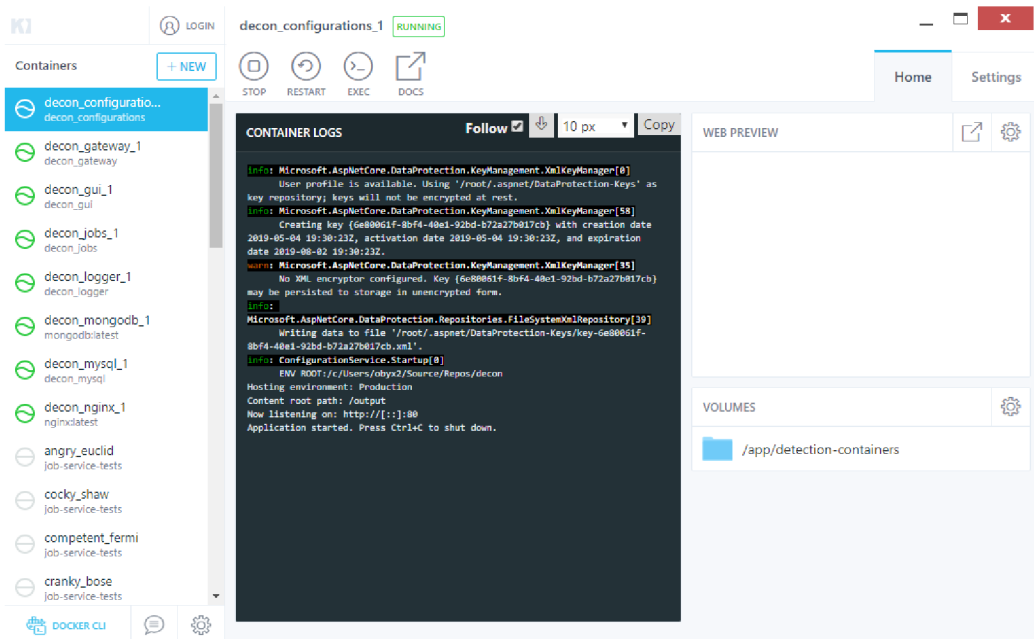 LOGIN
decon_configurations_1 RUNNING
x
Containers
+ NEW
STOP RESTART EXEC DOCS
Home Settings
decon_configuratio...
decon_configurations
decon_gateway_1
decon_gateway
decon_gui_1
decon_gui
decon_jobs_1
decon_jobs
decon_logger_1
decon_logger
decon_mongodb_1
mongodb:latest
decon_mysql_1
decon_mysql
decon_nginx_1
nginx:latest
angry_euclid
job-service-tests
cocky_shaw
job-service-tests
competent_fermi
job-service-tests
cranky_bose
job-service-tests
DOCKER CLI
CONTAINER LOGS Follow 10 px Copy
info: Microsoft.AspNetCore.DataProtection.KeyManagement.XmlKeyManager[0]
User profile is available. Using '/root/.aspnet/DataProtection-Keys' as
key repository; keys will not be encrypted at rest.
info: Microsoft.AspNetCore.DataProtection.KeyManagement.XmlKeyManager[58]
Creating key {6e80061f-8bf4-40e1-92bd-b72a27b017cb} with creation date
2019-05-04 19:30:23Z, activation date 2019-05-04 19:30:23Z, and expiration
date 2019-08-02 19:30:23Z.
warn: Microsoft.AspNetCore.DataProtection.KeyManagement.XmlKeyManager[35]
No XML encryptor configured. Key {6e80061f-8bf4-40e1-92bd-b72a27b017cb}
may be persisted to storage in unencrypted form.
info:
Microsoft.AspNetCore.DataProtection.Repositories.FileSystemXmlRepository[39]
Writing data to file '/root/.aspnet/DataProtection-Keys/key-6e80061f-
8bf4-40e1-92bd-b72a27b017cb.xml'.
info: ConfigurationService.Startup[0]
ENV ROOT:/c/Users/obyx2/Source/Repos/decon
Hosting environment: Production
Content root path: /output
Now listening on: http://[::]:80
Application started. Press Ctrl+C to shut down.
WEB PREVIEW
VOLUMES
/app/detection-containers